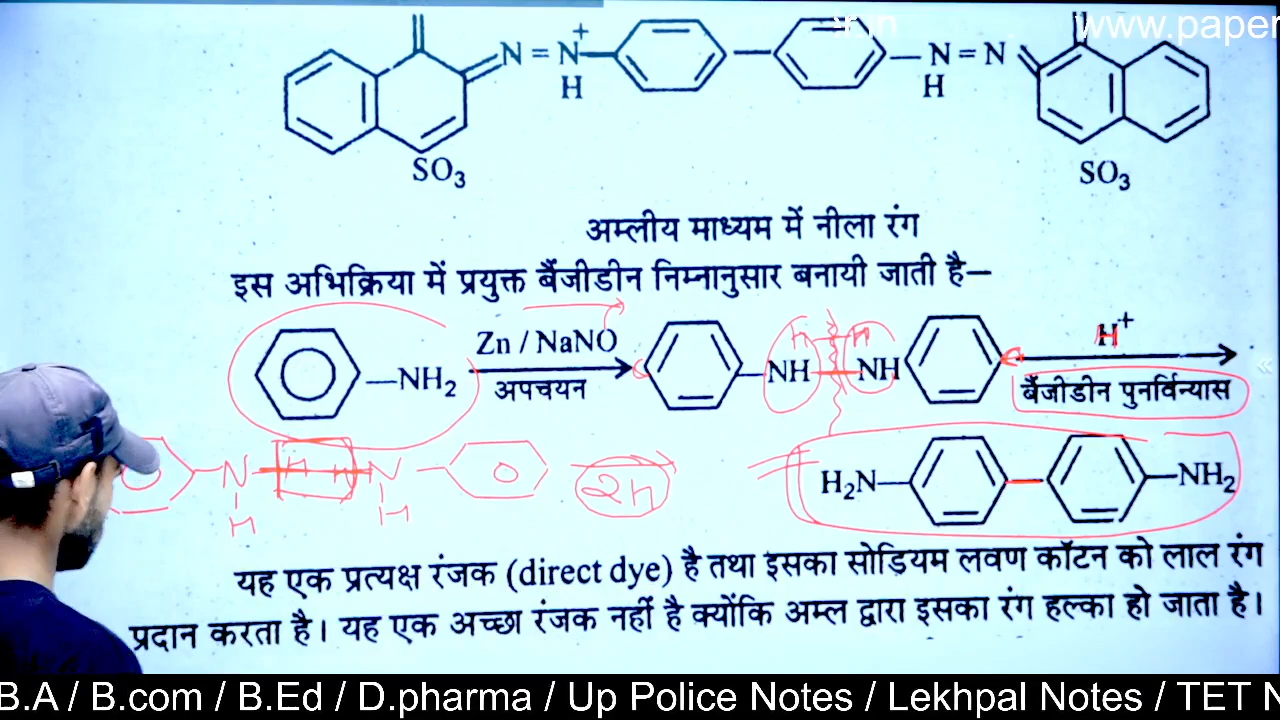 www.paper
N = N + H
N = N H
SO3
SO3
अम्लीय माध्यम में नीला रंग
इस अभिक्रिया में प्रयुक्त बैंजीडीन निम्नानुसार बनायी जाती है–
—NH2
Zn / NaNO
अपचयन
NH
NH
H+
बैंजीडीन पुनर्विन्यास
N H H N
H H
2H
H2N—
—NH2
यह एक प्रत्यक्ष रंजक (direct dye) है तथा इसका सोडियम लवण कॉटन को लाल रंग
प्रदान करता है। यह एक अच्छा रंजक नहीं है क्योंकि अम्ल द्वारा इसका रंग हल्का हो जाता है।
B.A / B.com / B.Ed / D.pharma / Up Police Notes / Lekhpal Notes / TET N